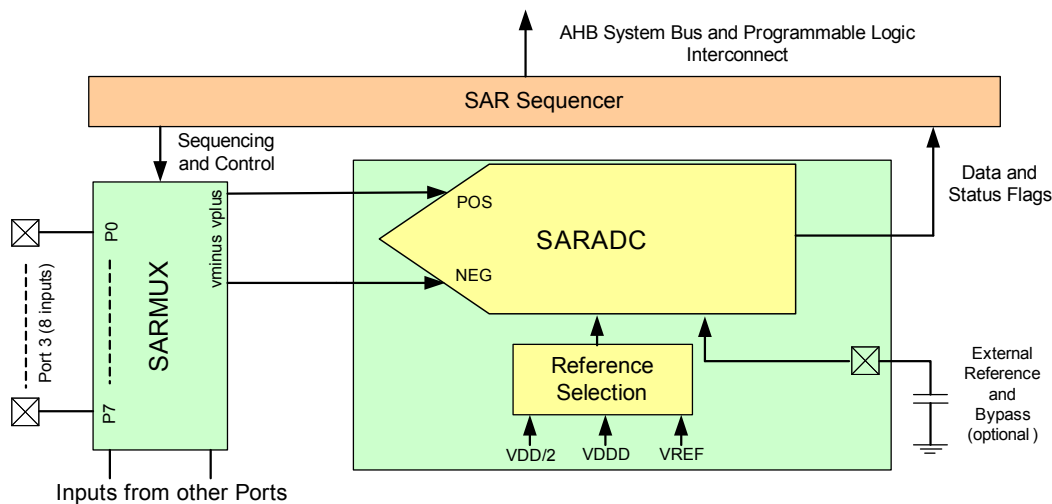 AHB System Bus and Programmable Logic
Interconnect
SAR Sequencer
Sequencing
and Control
Data and
Status Flags
vminus vplus
POS
NEG
SARADC
P0
P7
Port 3 (8 inputs)
SARMUX
Reference
Selection
VDD/2
VDDD
VREF
External
Reference
and
Bypass
(optional )
Inputs from other Ports